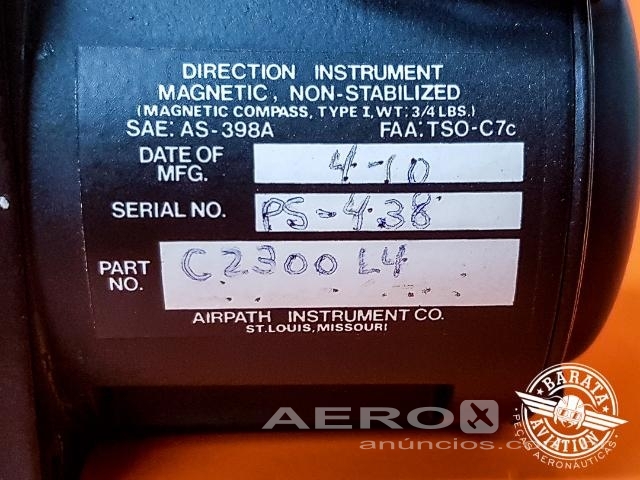 DIRECTION INSTRUMENT
MAGNETIC, NON-STABILIZED
(MAGNETIC COMPASS, TYPE I, WT: 3/4 LBS.)
SAE: AS-398A FAA: TSO-C7c
DATE OF MFG. 4-10
SERIAL NO. PS-438
PART NO. C2300L4
AIRPATH INSTRUMENT CO.
ST. LOUIS, MISSOURI
AEROX
anúncios.c
BARATA
AVIATION
PEÇAS AERONÁUTICAS